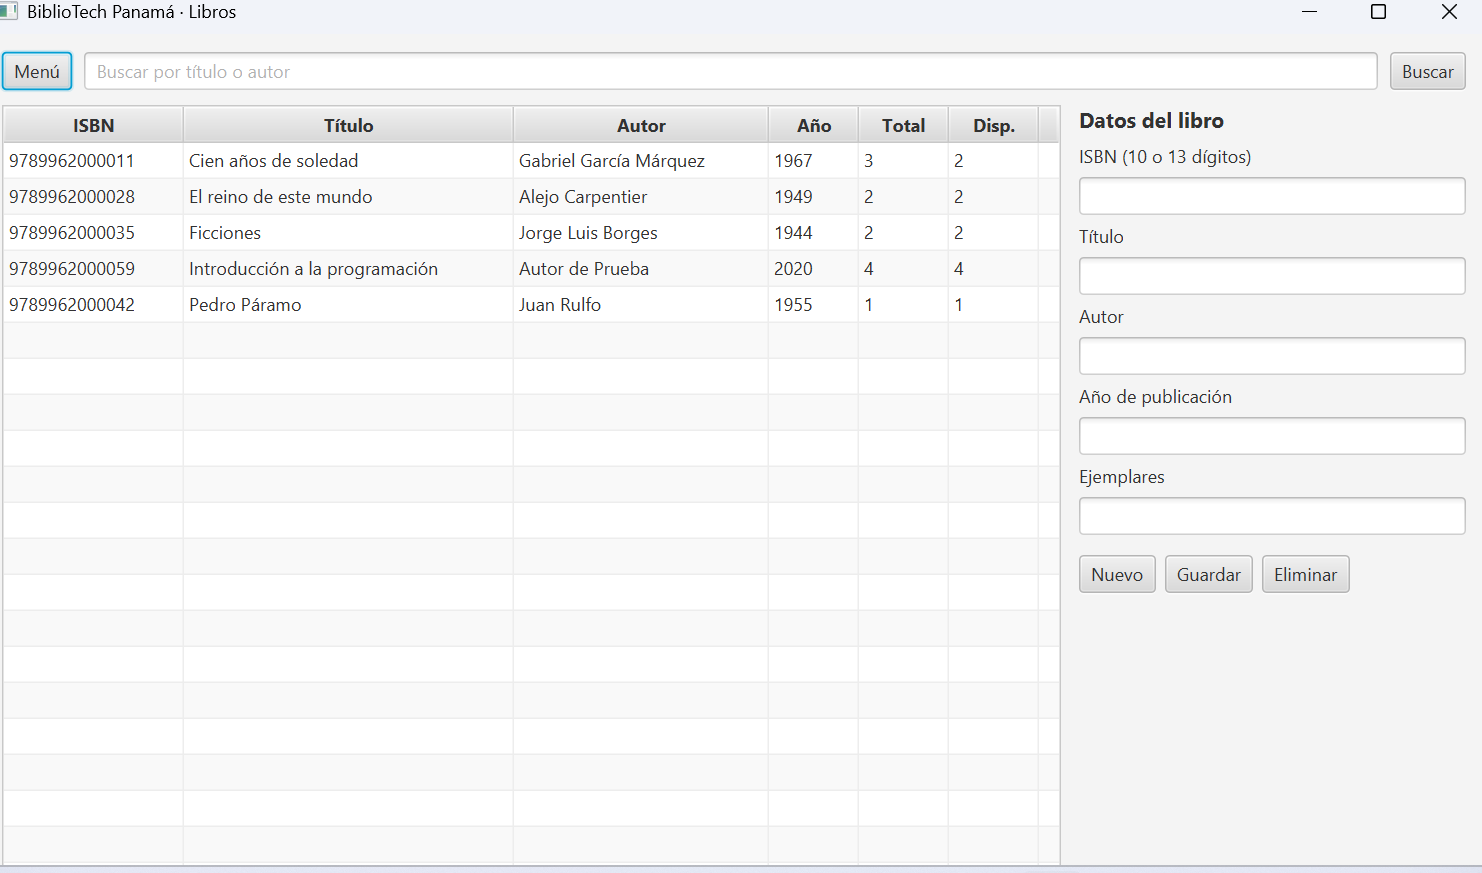 BiblioTech Panamá · Libros
Menú Buscar por título o autor Buscar
ISBN Título Autor Año Total Disp.
9789962000011 Cien años de soledad Gabriel García Márquez 1967 3 2
9789962000028 El reino de este mundo Alejo Carpentier 1949 2 2
9789962000035 Ficciones Jorge Luis Borges 1944 2 2
9789962000059 Introducción a la programación Autor de Prueba 2020 4 4
9789962000042 Pedro Páramo Juan Rulfo 1955 1 1
Datos del libro
ISBN (10 o 13 dígitos)
Título
Autor
Año de publicación
Ejemplares
Nuevo Guardar Eliminar